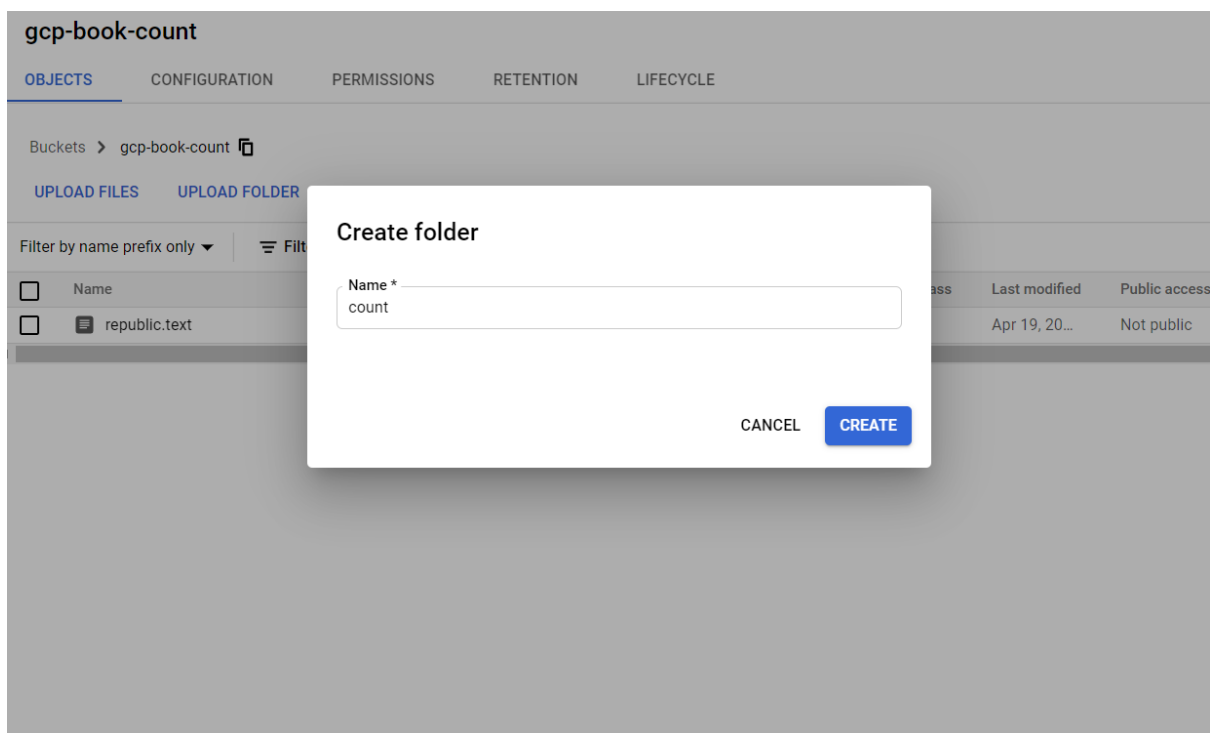 gcp-book-count
OBJECTS CONFIGURATION PERMISSIONS RETENTION LIFECYCLE
Buckets > gcp-book-count
UPLOAD FILES UPLOAD FOLDER
Filter by name prefix only Filt
Create folder
Name *
count
Name ass Last modified Public access
republic.text Apr 19, 20... Not public
CANCEL CREATE